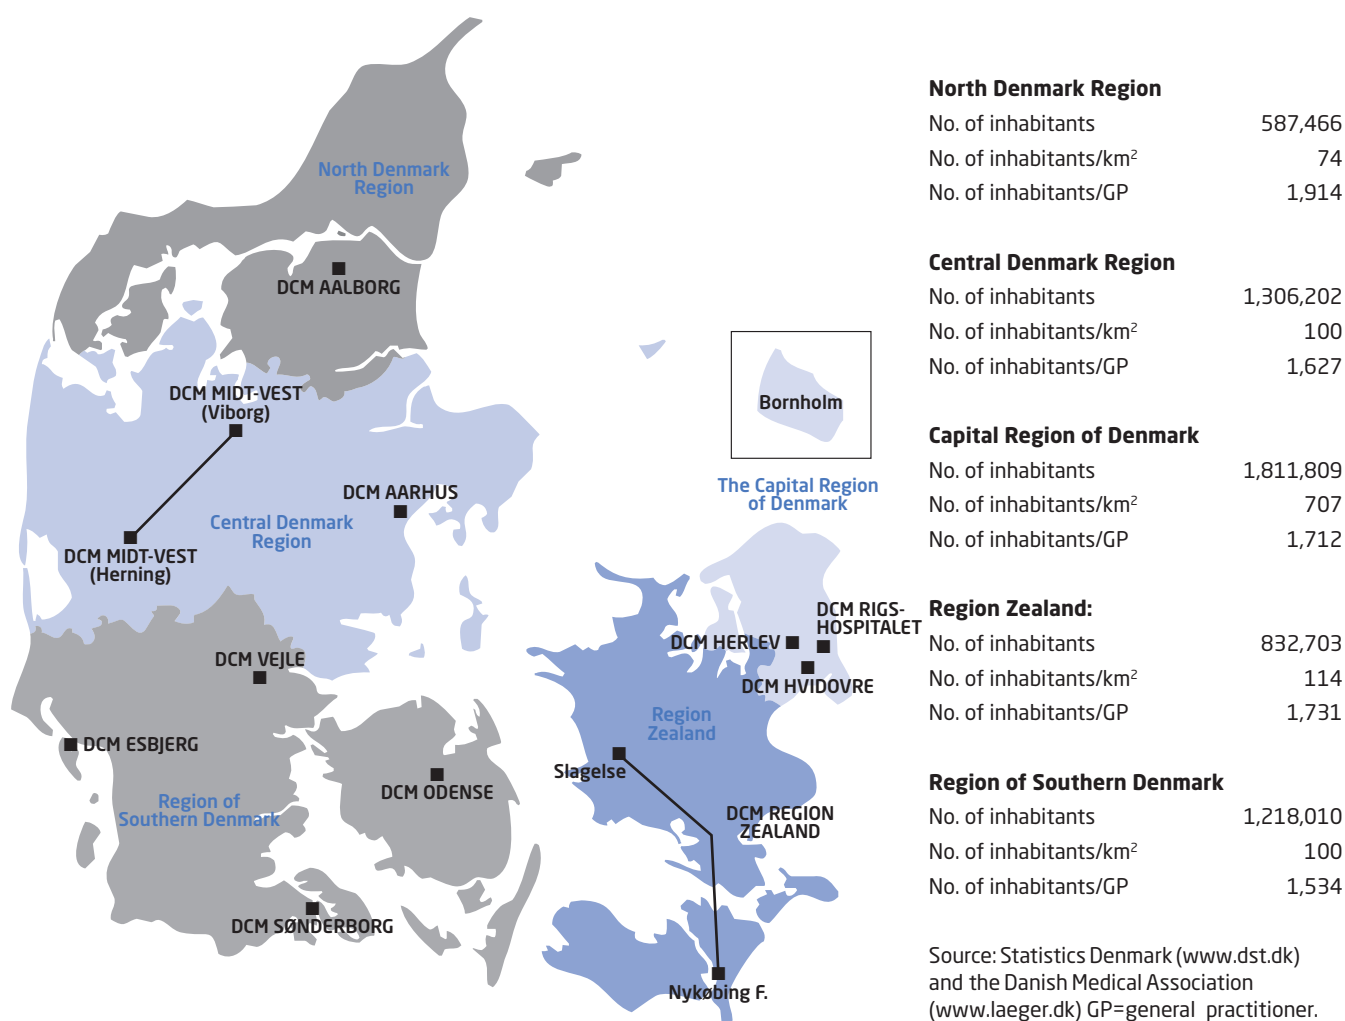 North Denmark
Region
DCM AALBORG
DCM MIDT-VEST
(Viborg)
DCM AARHUS
Central Denmark
Region
DCM MIDT-VEST
(Herning)
DCM VEJLE
DCM ESBJERG
DCM ODENSE
Region of
Southern Denmark
DCM SØNDERBORG
Bornholm
The Capital Region
of Denmark
DCM RIGS-
HOSPITALET
DCM HERLEV
DCM HVIDOVRE
Region
Zealand
Slagelse
DCM REGION
ZEALAND
Nykøbing F.
North Denmark Region
No. of inhabitants 587,466
No. of inhabitants/km² 74
No. of inhabitants/GP 1,914
Central Denmark Region
No. of inhabitants 1,306,202
No. of inhabitants/km² 100
No. of inhabitants/GP 1,627
Capital Region of Denmark
No. of inhabitants 1,811,809
No. of inhabitants/km² 707
No. of inhabitants/GP 1,712
Region Zealand:
No. of inhabitants 832,703
No. of inhabitants/km² 114
No. of inhabitants/GP 1,731
Region of Southern Denmark
No. of inhabitants 1,218,010
No. of inhabitants/km² 100
No. of inhabitants/GP 1,534
Source: Statistics Denmark (www.dst.dk)
and the Danish Medical Association
(www.laeger.dk) GP=general practitioner.